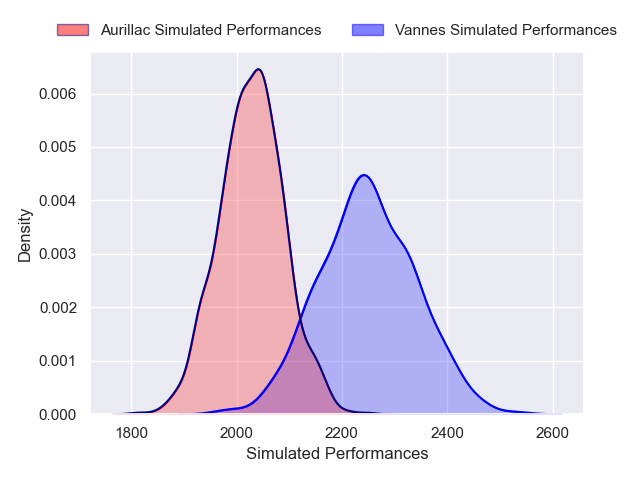 Aurillac Simulated Performances Vannes Simulated Performances
0.006
0.005
0.004
0.003
0.002
0.001
0.000
Density
1800 2000 2200 2400 2600
Simulated Performances